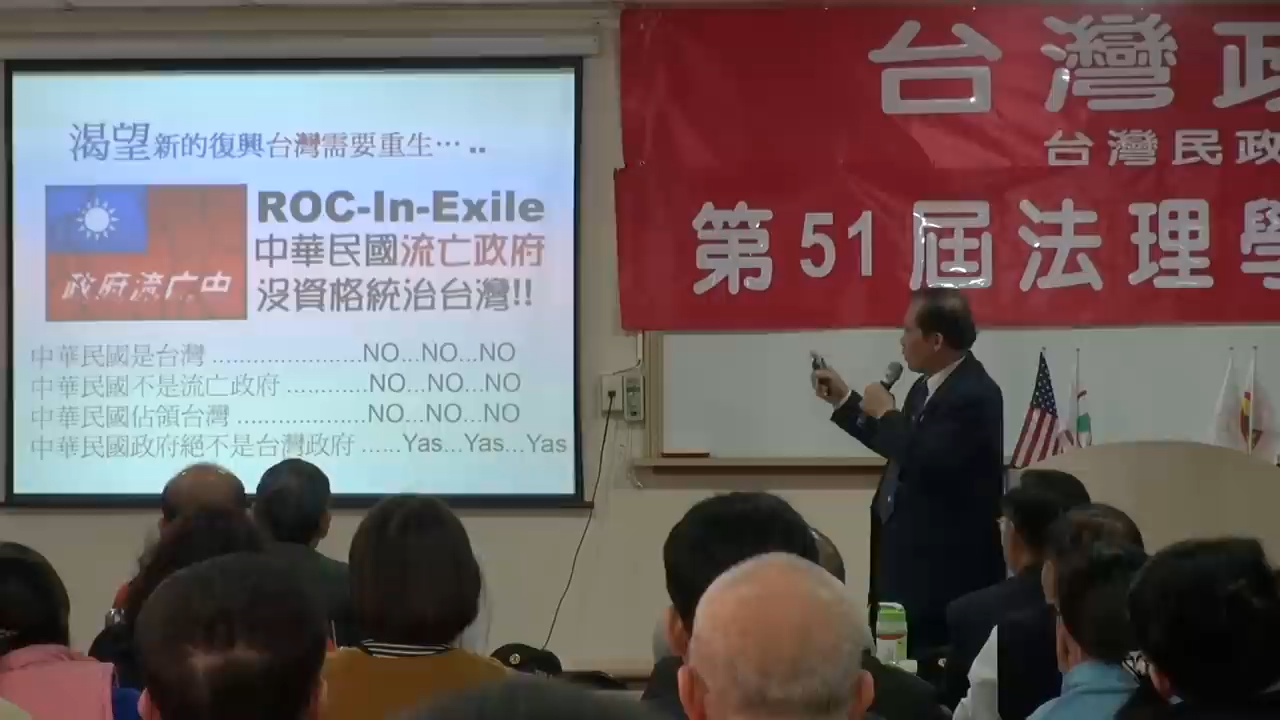 渴望新的復興台灣需要重生… ..
ROC-In-Exile
中華民國流亡政府
沒資格統治台灣!!
政府流亡中
中華民國是台灣 ......................NO...NO...NO
中華民國不是流亡政府 ............NO...NO...NO
中華民國佔領台灣 ....................NO...NO...NO
中華民國政府絕不是台灣政府 ......Yas...Yas...Yas
台灣政
台灣民政
第51屆法理學